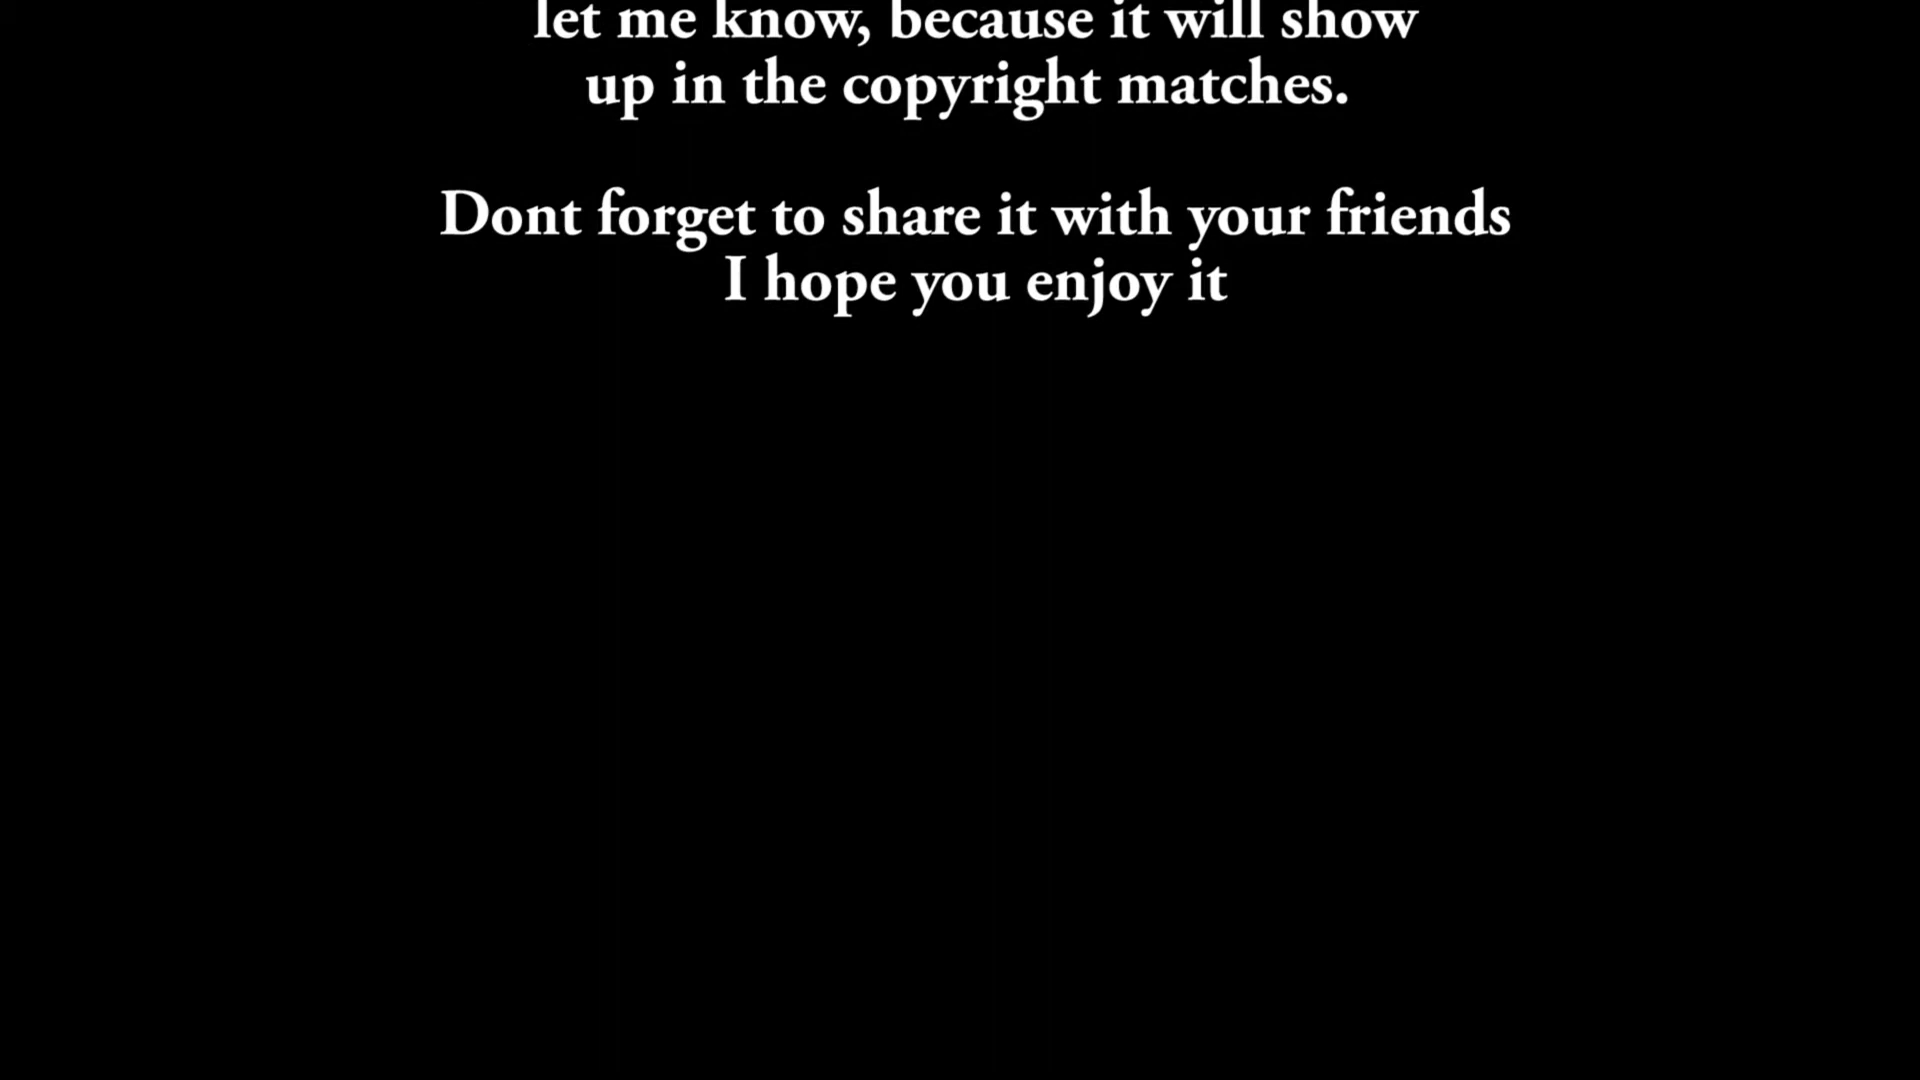 let me know, because it will show
up in the copyright matches.
Dont forget to share it with your friends
I hope you enjoy it